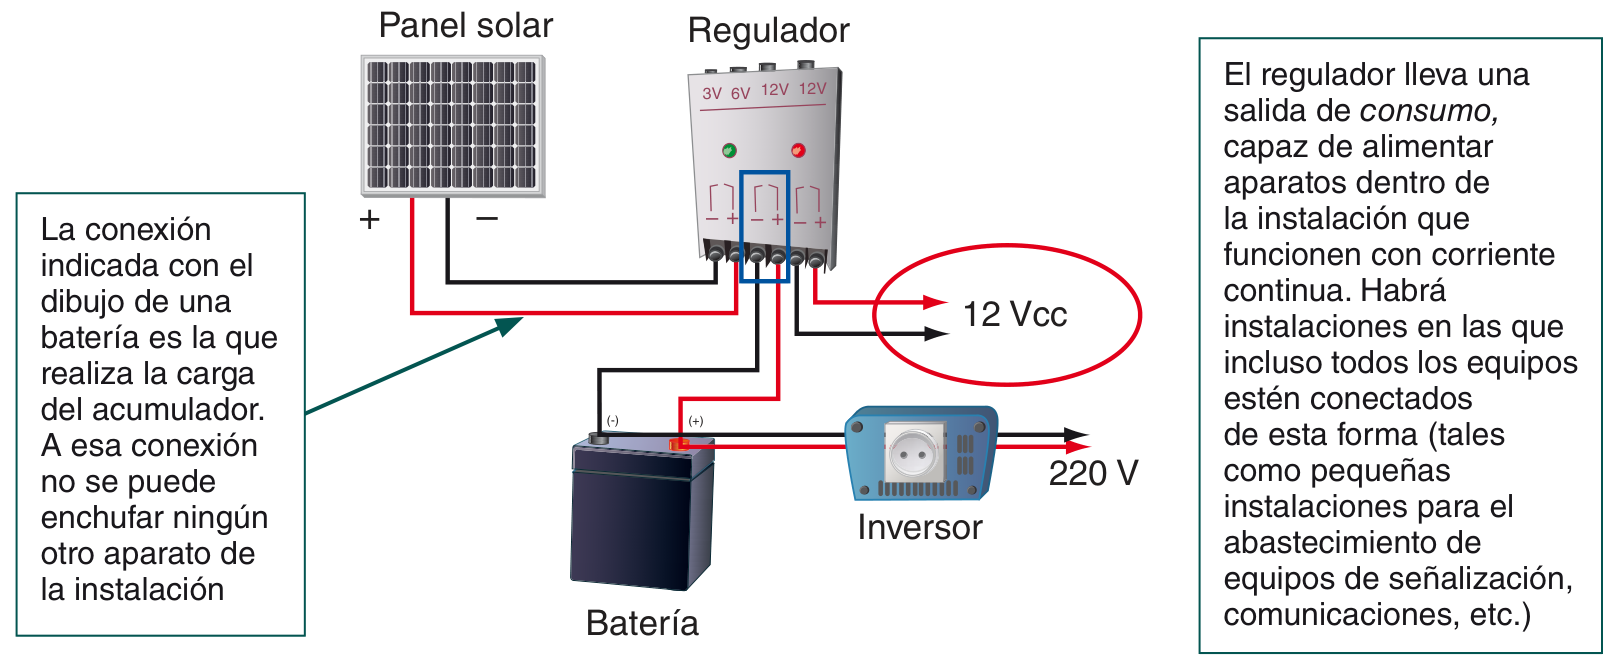 Panel solar
Regulador
3V 6V 12V 12V
− + − + − +
+ −
La conexión
indicada con el
dibujo de una
batería es la que
realiza la carga
del acumulador.
A esa conexión
no se puede
enchufar ningún
otro aparato de
la instalación
12 Vcc
(-) (+)
220 V
Inversor
Batería
El regulador lleva una
salida de consumo,
capaz de alimentar
aparatos dentro de
la instalación que
funcionen con corriente
continua. Habrá
instalaciones en las que
incluso todos los equipos
estén conectados
de esta forma (tales
como pequeñas
instalaciones para el
abastecimiento de
equipos de señalización,
comunicaciones, etc.)